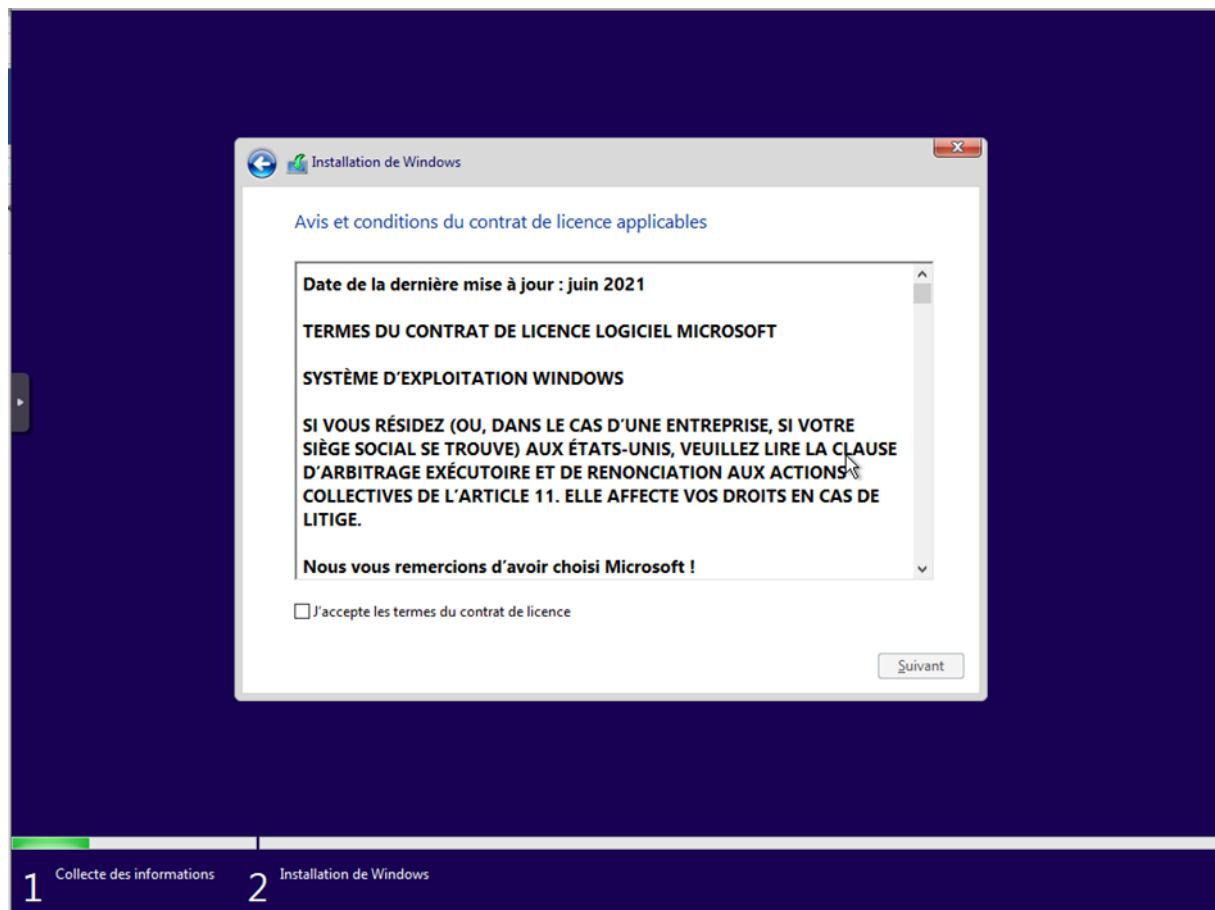 Installation de Windows
Avis et conditions du contrat de licence applicables
Date de la dernière mise à jour : juin 2021
TERMES DU CONTRAT DE LICENCE LOGICIEL MICROSOFT
SYSTÈME D’EXPLOITATION WINDOWS
SI VOUS RÉSIDEZ (OU, DANS LE CAS D’UNE ENTREPRISE, SI VOTRE
SIÈGE SOCIAL SE TROUVE) AUX ÉTATS-UNIS, VEUILLEZ LIRE LA CLAUSE
D’ARBITRAGE EXÉCUTOIRE ET DE RENONCIATION AUX ACTIONS
COLLECTIVES DE L’ARTICLE 11. ELLE AFFECTE VOS DROITS EN CAS DE
LITIGE.
Nous vous remercions d’avoir choisi Microsoft !
J'accepte les termes du contrat de licence
Suivant
1 Collecte des informations
2 Installation de Windows